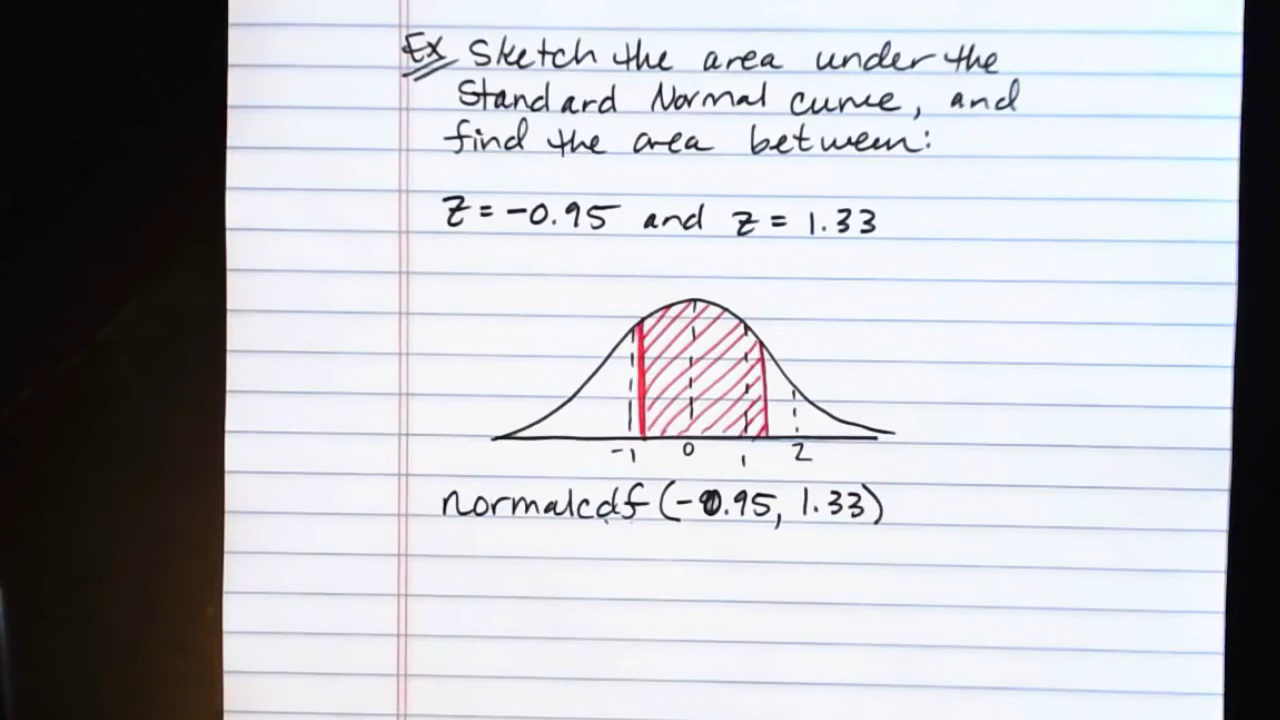 Ex Sketch the area under the
Standard Normal curve, and
find the area between:
Z = -0.95 and Z = 1.33
-1 0 1 2
normalcdf (-0.95, 1.33)